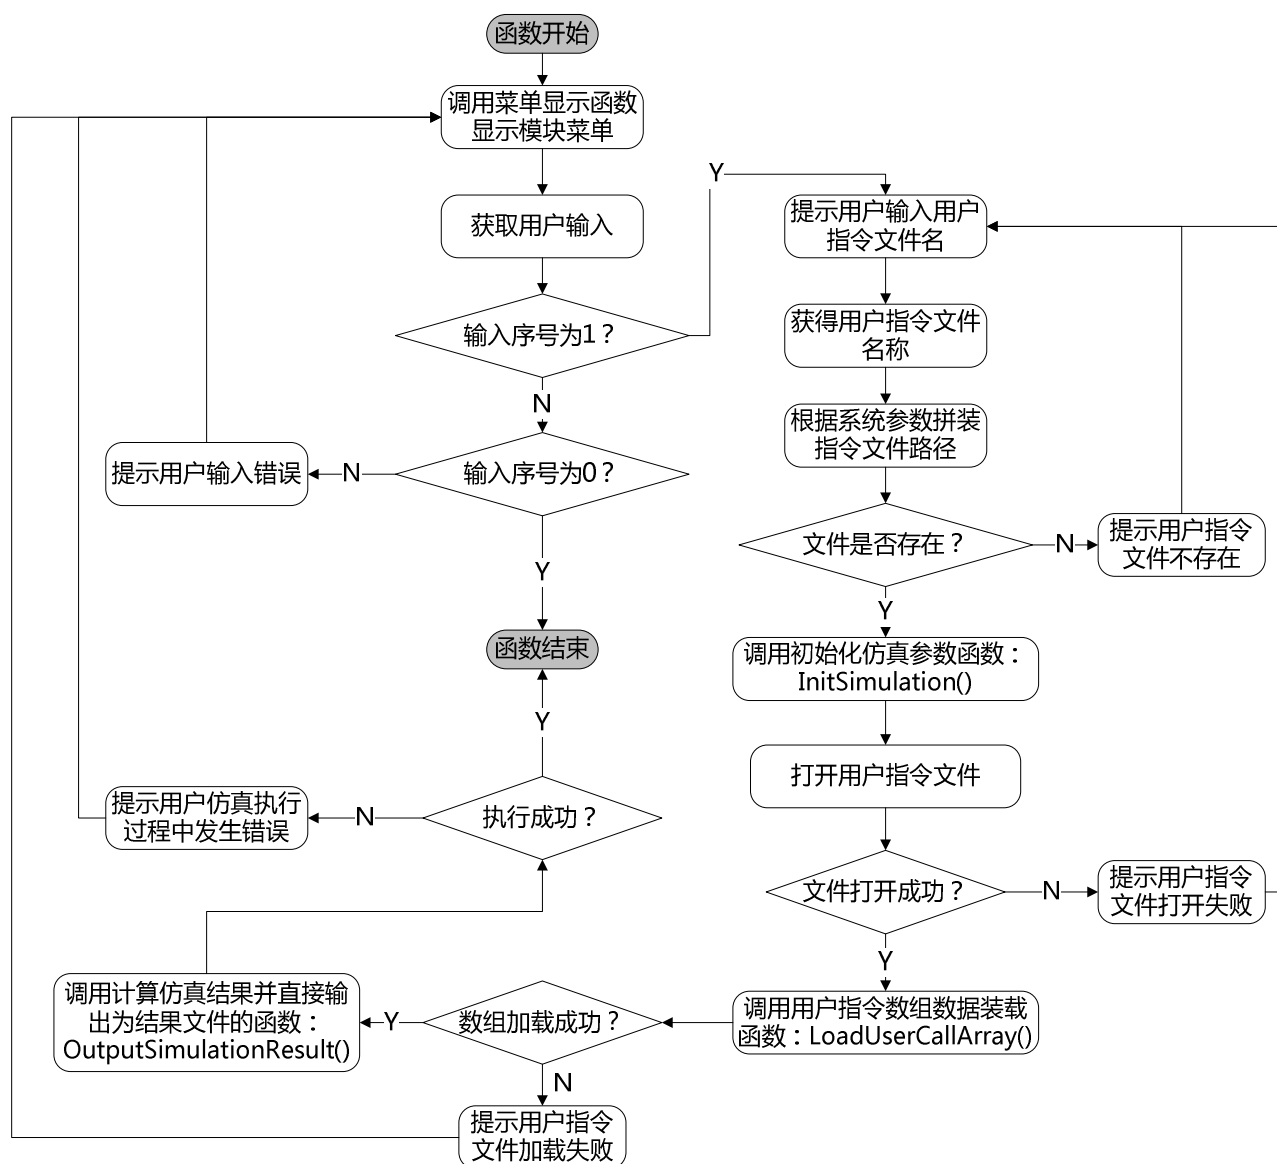 函数开始
调用菜单显示函数
显示模块菜单
获取用户输入
输入序号为1？
Y
N
输入序号为0？
N
提示用户输入错误
Y
函数结束
提示用户输入用户
指令文件名
获得用户指令文件
名称
根据系统参数拼装
指令文件路径
文件是否存在？
N
提示用户指令
文件不存在
Y
调用初始化仿真参数函数：
InitSimulation()
打开用户指令文件
文件打开成功？
N
提示用户指令
文件打开失败
Y
调用用户指令数组数据装载
函数：LoadUserCallArray()
数组加载成功？
Y
N
提示用户指令
文件加载失败
调用计算仿真结果并直接输
出为结果文件的函数：
OutputSimulationResult()
执行成功？
Y
N
提示用户仿真执行
过程中发生错误